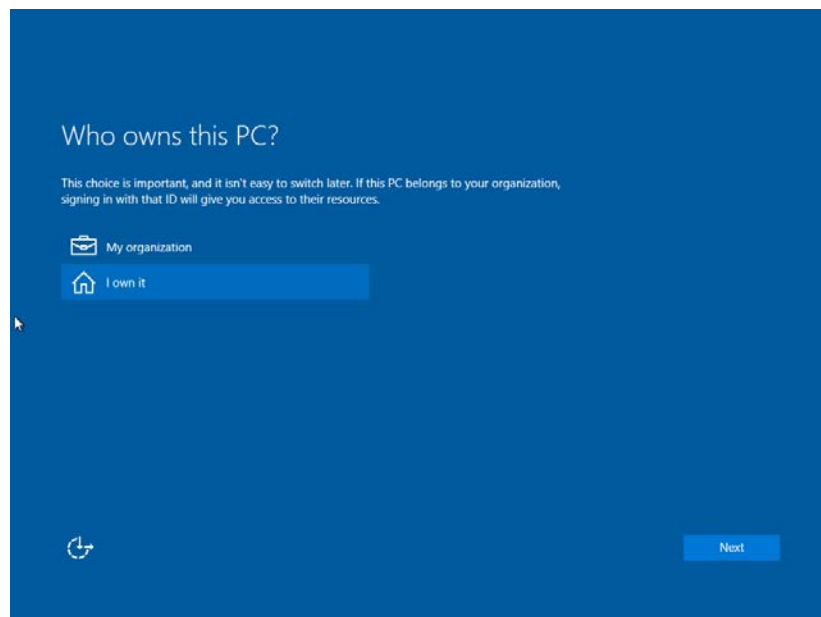 Who owns this PC?
This choice is important, and it isn't easy to switch later. If this PC belongs to your organization,
signing in with that ID will give you access to their resources.
My organization
I own it
Next